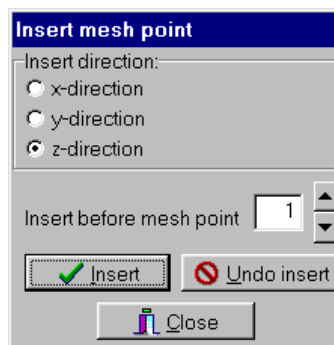 Insert mesh point
Insert direction:
x-direction
y-direction
z-direction
Insert before mesh point 1
Insert Undo insert
Close